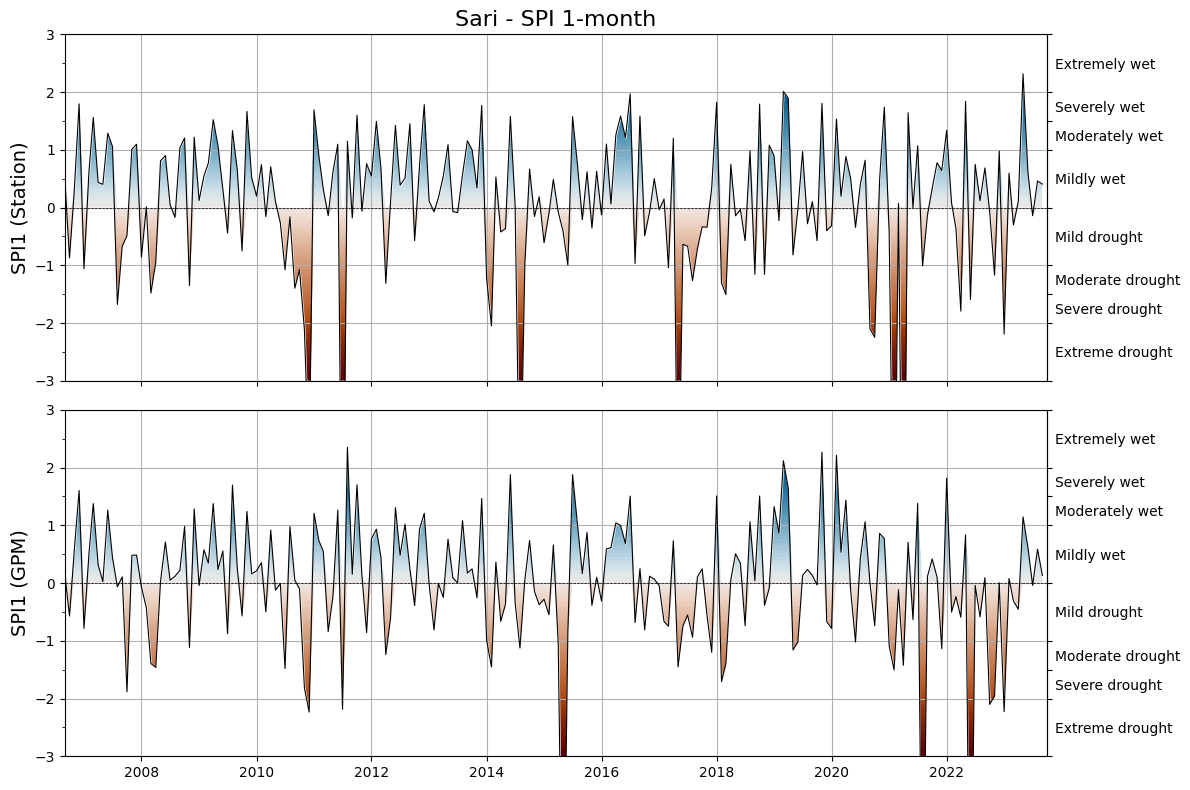 Sari - SPI 1-month
SPI1 (Station)
3
2
1
0
−1
−2
−3
Extremely wet
Severely wet
Moderately wet
Mildly wet
Mild drought
Moderate drought
Severe drought
Extreme drought
SPI1 (GPM)
3
2
1
0
−1
−2
−3
Extremely wet
Severely wet
Moderately wet
Mildly wet
Mild drought
Moderate drought
Severe drought
Extreme drought
2008 2010 2012 2014 2016 2018 2020 2022